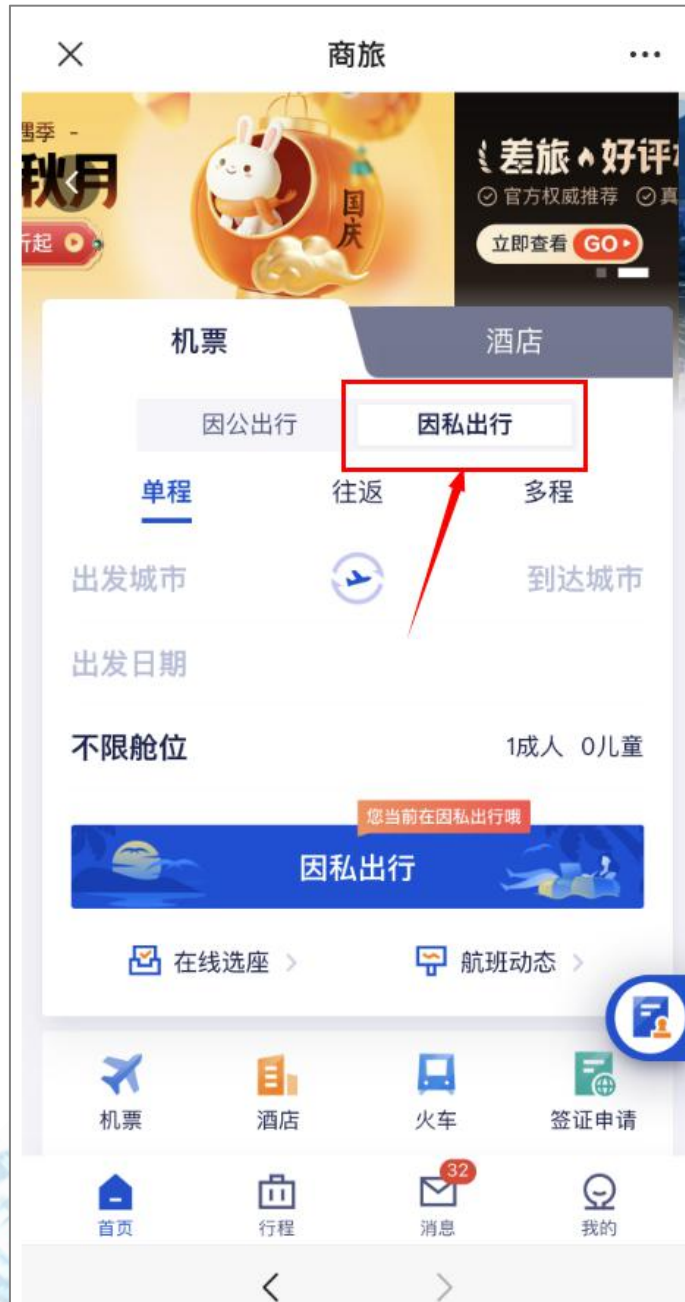 商旅
遇季 -
秋月
折起
国庆
差旅 好评
官方权威推荐
立即查看 GO
机票 酒店
因公出行 因私出行
单程 往返 多程
出发城市 到达城市
出发日期
不限舱位 1成人 0儿童
您当前在因私出行哦
因私出行
在线选座 航班动态
机票 酒店 火车 签证申请
32
首页 行程 消息 我的